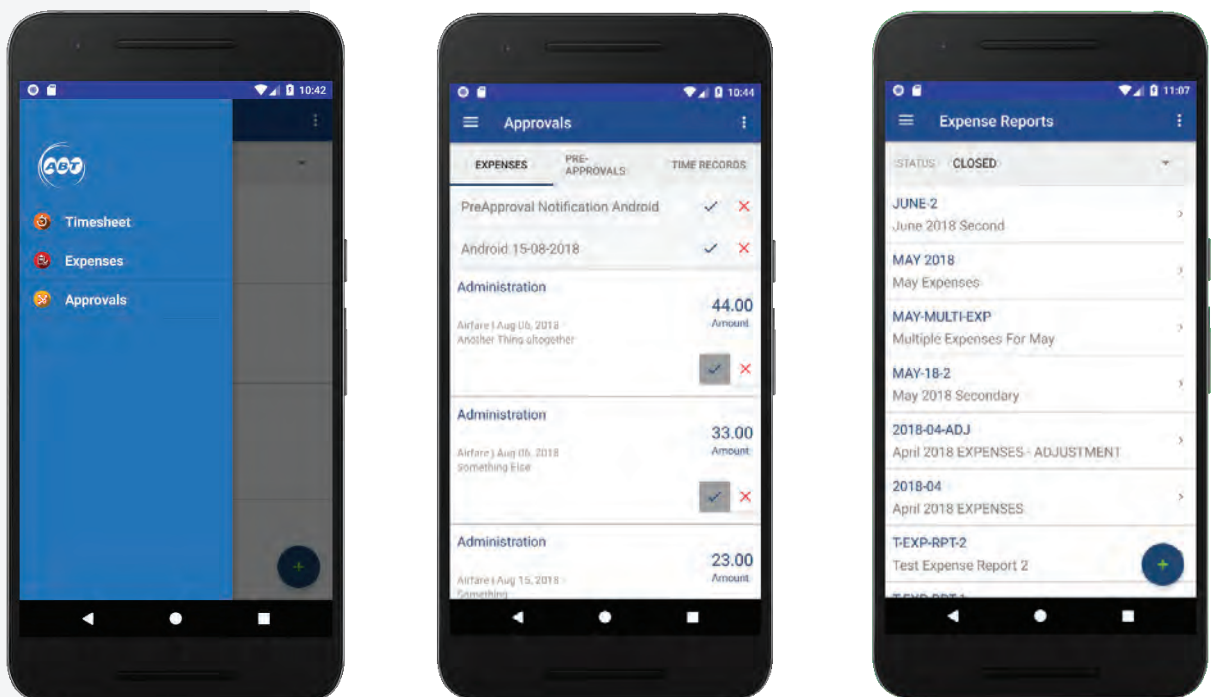 10:42
ABT
Timesheet
Expenses
Approvals
10:44
Approvals
EXPENSES
PRE-
APPROVALS
TIME RECORDS
PreApproval Notification Android
Android 15-08-2018
Administration
44.00
Amount
Airfare | Aug 06, 2018
Another Thing altogether
Administration
33.00
Amount
Airfare | Aug 06, 2018
Something Else
Administration
23.00
Amount
Airfare | Aug 15, 2018
Something
11:07
Expense Reports
STATUS CLOSED
JUNE-2
June 2018 Second
MAY 2018
May Expenses
MAY-MULTI-EXP
Multiple Expenses For May
MAY-18-2
May 2018 Secondary
2018-04-ADJ
April 2018 EXPENSES - ADJUSTMENT
2018-04
April 2018 EXPENSES
T-EXP-RPT-2
Test Expense Report 2
T-EXP-RPT-1